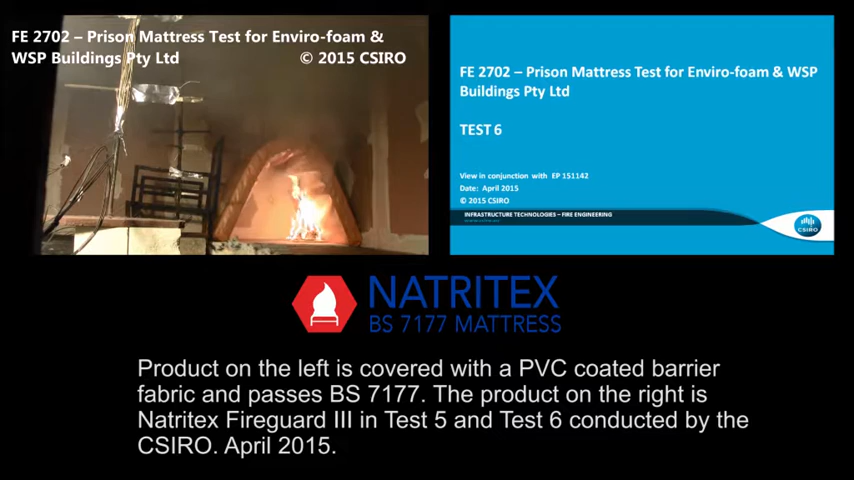 FE 2702 – Prison Mattress Test for Enviro-foam &
WSP Buildings Pty Ltd © 2015 CSIRO
FE 2702 – Prison Mattress Test for Enviro-foam & WSP
Buildings Pty Ltd
TEST 6
View in conjunction with EP 151142
Date: April 2015
© 2015 CSIRO
INFRASTRUCTURE TECHNOLOGIES – FIRE ENGINEERING
CSIRO
NATRITEX
BS 7177 MATTRESS
Product on the left is covered with a PVC coated barrier
fabric and passes BS 7177. The product on the right is
Natritex Fireguard III in Test 5 and Test 6 conducted by the
CSIRO. April 2015.